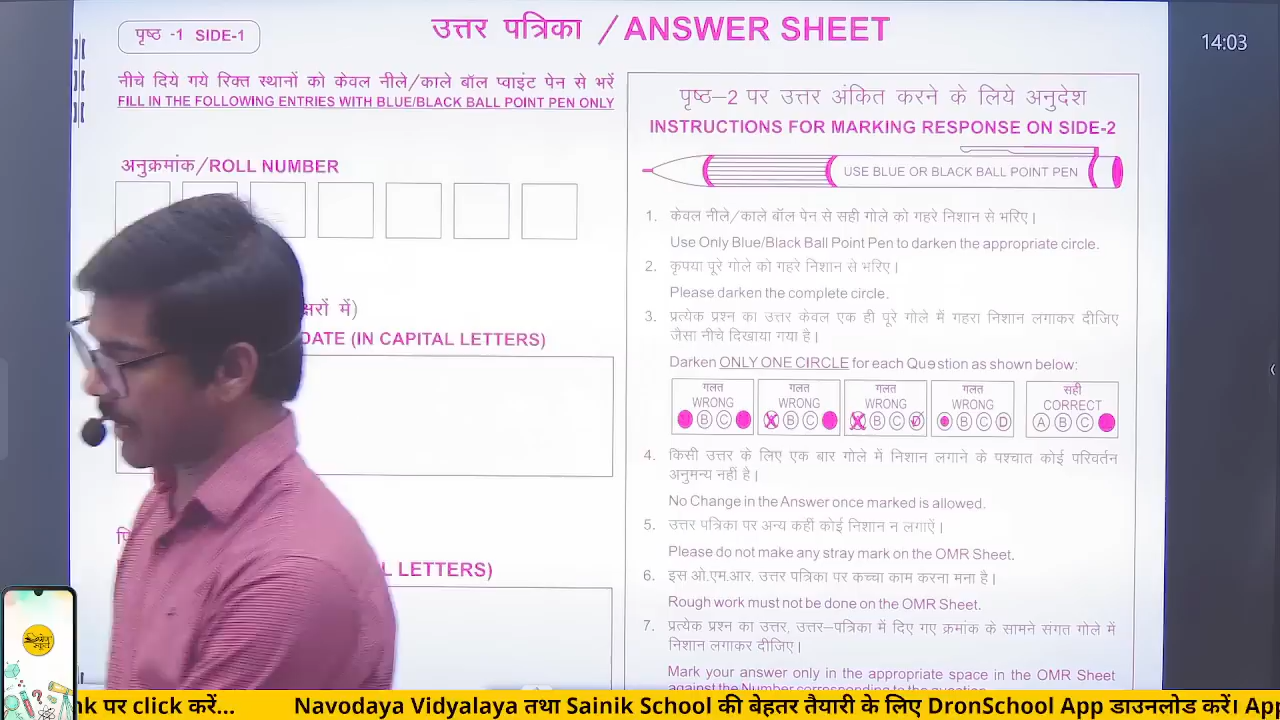 पृष्ठ -1 SIDE-1
उत्तर पत्रिका / ANSWER SHEET
14:03
नीचे दिये गये रिक्त स्थानों को केवल नीले/काले बॉल प्वाइंट पेन से भरें
FILL IN THE FOLLOWING ENTRIES WITH BLUE/BLACK BALL POINT PEN ONLY
अनुक्रमांक/ROLL NUMBER
क्षरों में)
DATE (IN CAPITAL LETTERS)
LETTERS)
पृष्ठ–2 पर उत्तर अंकित करने के लिये अनुदेश
INSTRUCTIONS FOR MARKING RESPONSE ON SIDE-2
USE BLUE OR BLACK BALL POINT PEN
1. केवल नीले/काले बॉल पेन से सही गोले को गहरे निशान से भरिए।
Use Only Blue/Black Ball Point Pen to darken the appropriate circle.
2. कृपया पूरे गोले को गहरे निशान से भरिए।
Please darken the complete circle.
3. प्रत्येक प्रश्न का उत्तर केवल एक ही पूरे गोले में गहरा निशान लगाकर दीजिए
जैसा नीचे दिखाया गया है।
Darken ONLY ONE CIRCLE for each Question as shown below:
गलत गलत गलत गलत सही
WRONG WRONG WRONG WRONG CORRECT
B C X B C X B C D B C D A B C
4. किसी उत्तर के लिए एक बार गोले में निशान लगाने के पश्चात कोई परिवर्तन
अनुमन्य नहीं है।
No Change in the Answer once marked is allowed.
5. उत्तर पत्रिका पर अन्य कहीं कोई निशान न लगाऐं।
Please do not make any stray mark on the OMR Sheet.
6. इस ओ.एम.आर. उत्तर पत्रिका पर कच्चा काम करना मना है।
Rough work must not be done on the OMR Sheet.
7. प्रत्येक प्रश्न का उत्तर, उत्तर–पत्रिका में दिए गए क्रमांक के सामने संगत गोले में
निशान लगाकर दीजिए।
Mark your answer only in the appropriate space in the OMR Sheet
against the Number corresponding to the question
nk पर click करें... Navodaya Vidyalaya तथा Sainik School की बेहतर तैयारी के लिए DronSchool App डाउनलोड करें। App